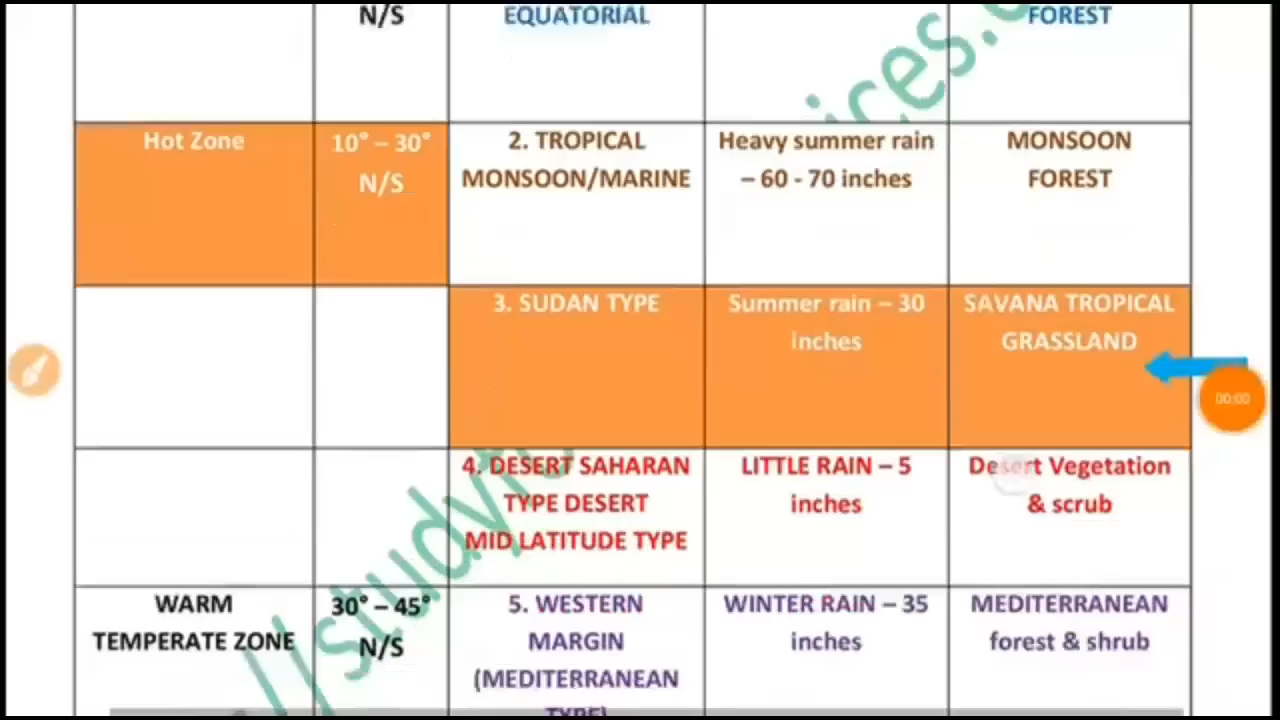 N/S
EQUATORIAL
FOREST
Hot Zone
10° – 30°
N/S
2. TROPICAL
MONSOON/MARINE
Heavy summer rain
– 60 - 70 inches
MONSOON
FOREST
3. SUDAN TYPE
Summer rain – 30
inches
SAVANA TROPICAL
GRASSLAND
00:00
4. DESERT SAHARAN
TYPE DESERT
MID LATITUDE TYPE
LITTLE RAIN – 5
inches
Desert Vegetation
& scrub
WARM
TEMPERATE ZONE
30° – 45°
N/S
5. WESTERN
MARGIN
(MEDITERRANEAN
TYPE)
WINTER RAIN – 35
inches
MEDITERRANEAN
forest & shrub